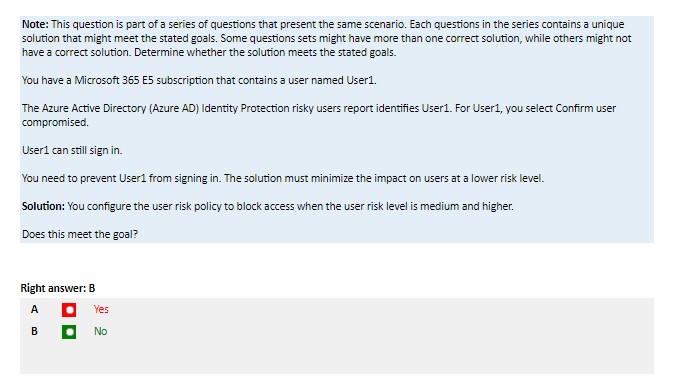 Note: This question is part of a series of questions that present the same scenario. Each questions in the series contains a unique
solution that might meet the stated goals. Some questions sets might have more than one correct solution, while others might not
have a correct solution. Determine whether the solution meets the stated goals.
You have a Microsoft 365 E5 subscription that contains a user named User1.
The Azure Active Directory (Azure AD) Identity Protection risky users report identifies User1. For User1, you select Confirm user
compromised.
User1 can still sign in.
You need to prevent User1 from signing in. The solution must minimize the impact on users at a lower risk level.
Solution: You configure the user risk policy to block access when the user risk level is medium and higher.
Does this meet the goal?
Right answer: B
A Yes
B No